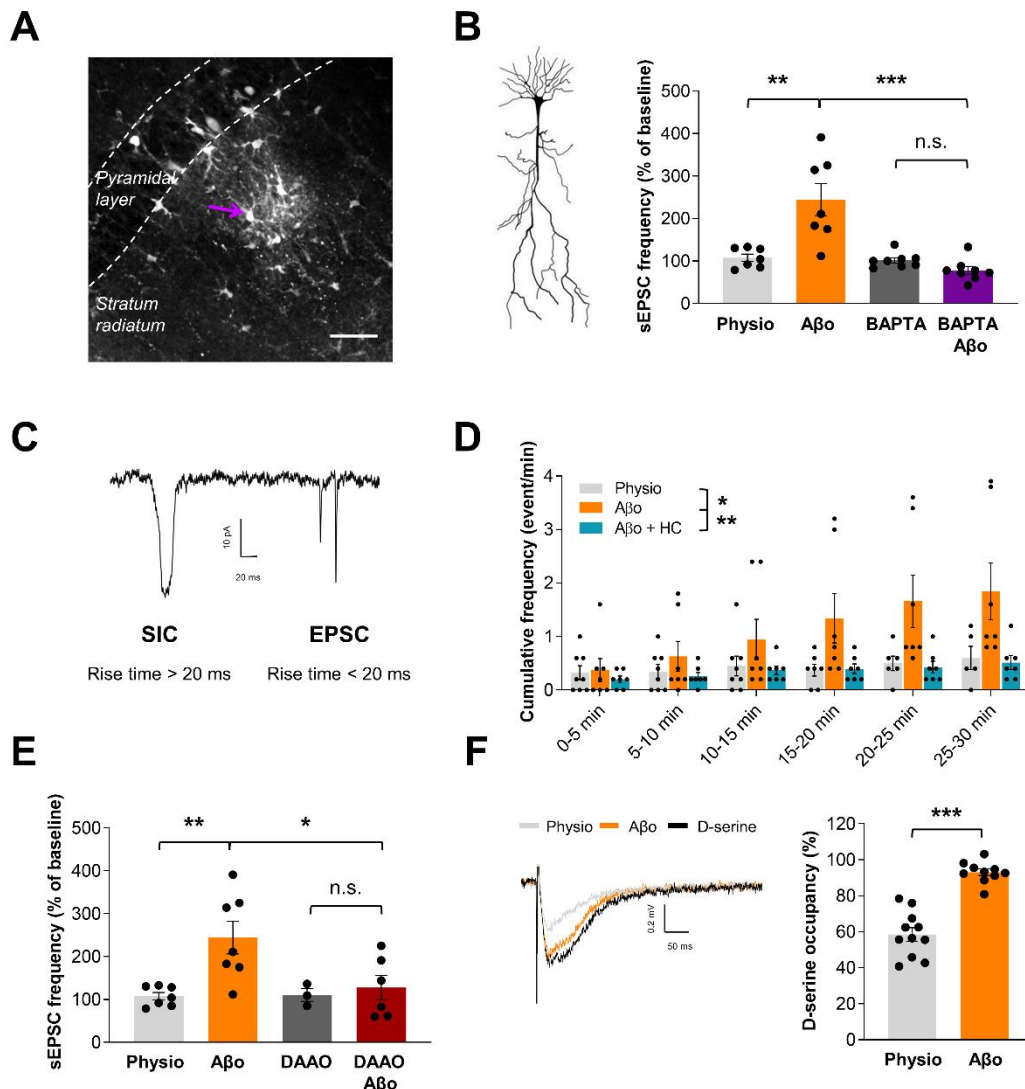 A
Pyramidal
layer
Stratum
radiatum
B
sEPSC frequency (% of baseline)
500
400
300
200
100
0
**
***
n.s.
Physio
Aβo
BAPTA
BAPTA
Aβo
C
10 pA
20 ms
SIC
EPSC
Rise time > 20 ms
Rise time < 20 ms
D
Cumulative frequency (event/min)
4
3
2
1
0
Physio
Aβo
Aβo + HC
*
**
0-5 min
5-10 min
10-15 min
15-20 min
20-25 min
25-30 min
E
sEPSC frequency (% of baseline)
500
400
300
200
100
0
**
*
n.s.
Physio
Aβo
DAAO
DAAO
Aβo
F
Physio
Aβo
D-serine
0.2 mV
50 ms
D-serine occupancy (%)
120
100
80
60
40
20
0
***
Physio
Aβo